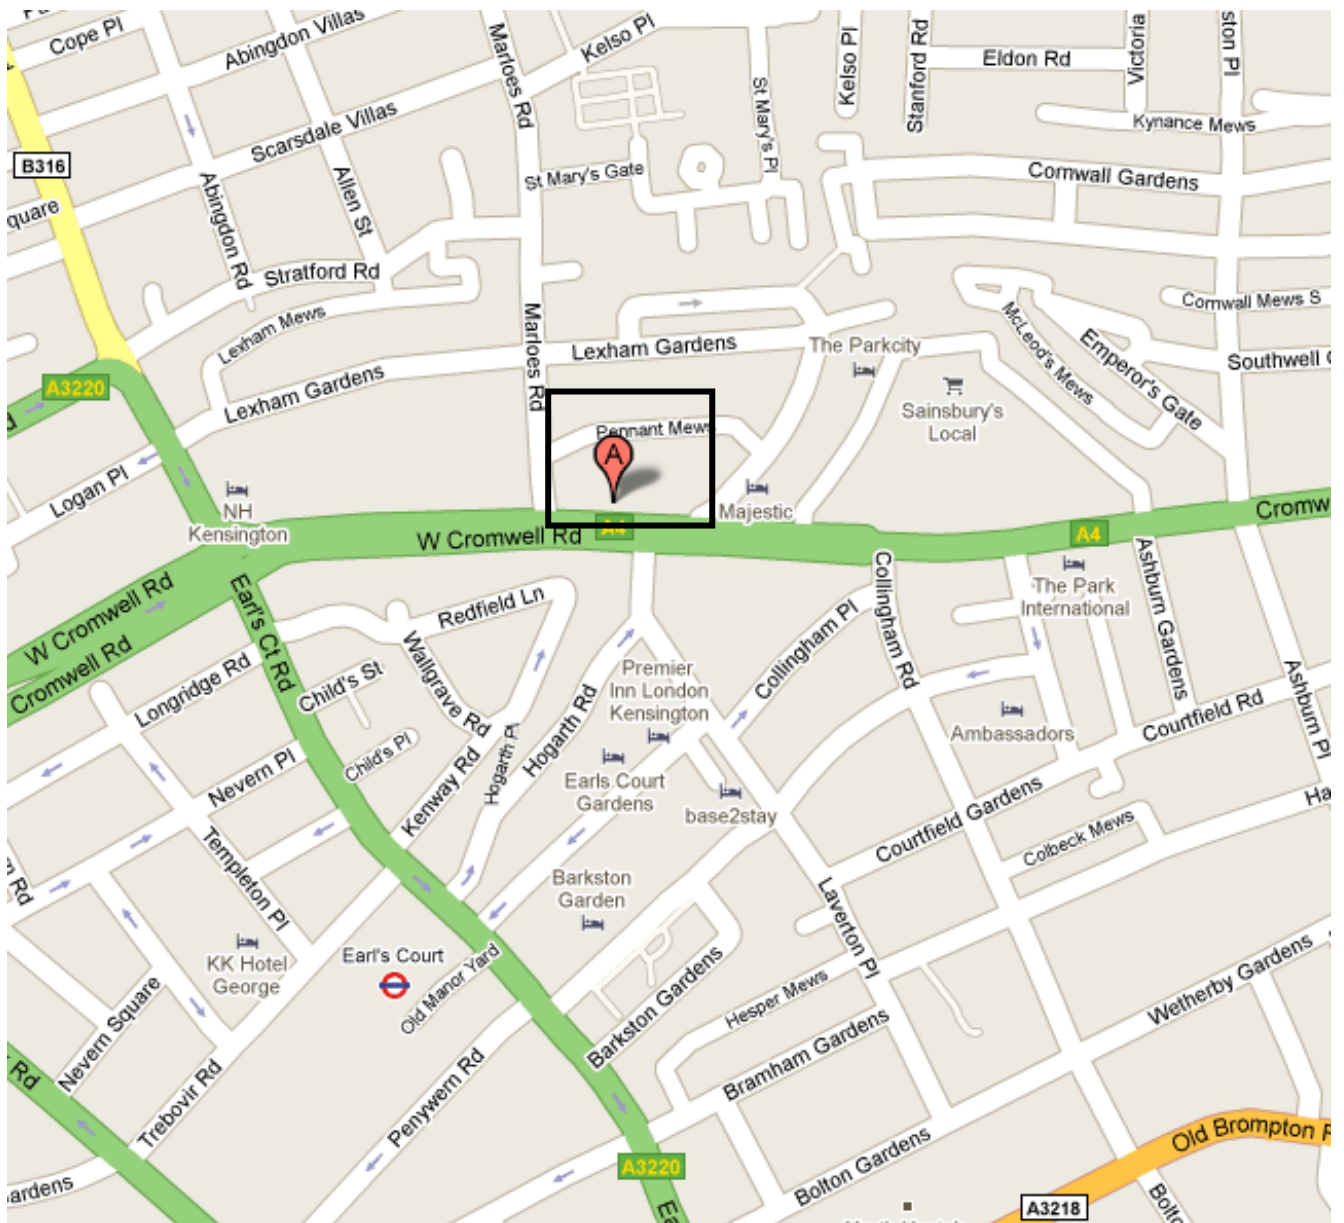 Cope Pl
Abingdon Villas
Marloes Rd
Kelso Pl
Kelso Pl
Stanford Rd
Eldon Rd
Victoria
ston Pl
St Mary's Pl
Kynance Mews
B316
Scarsdale Villas
Allen St
Abingdon Rd
St Mary's Gate
Cornwall Gardens
quare
Stratford Rd
Cornwall Mews S
Lexham Mews
Marloes Rd
Lexham Gardens
The Parkcity
McLeod's Mews
Emperor's Gate
Southwell
A3220
Lexham Gardens
Sainsbury's
Local
Pennant Mews
A
Logan Pl
NH
Kensington
Majestic
Cromw
A4
W Cromwell Rd
A4
W Cromwell Rd
Cromwell Rd
Earl's Ct Rd
Redfield Ln
Collingham Pl
Collingham Rd
The Park
International
Ashburn Gardens
Ashburn Pl
Longridge Rd
Child's St
Wallgrave Rd
Premier
Inn London
Kensington
Ambassadors
Courtfield Rd
Nevern Pl
Child's Pl
Kenway Rd
Hogarth Pl
Hogarth Rd
Earls Court
Gardens
base2stay
Courtfield Gardens
Colbeck Mews
Ha
n Rd
Templeton Pl
Barkston
Garden
Laverton Pl
KK Hotel
George
Earl's Court
Old Manor Yard
Barkston Gardens
Hesper Mews
Wetherby Gardens
Nevern Square
Trebovir Rd
Penywern Rd
Bramham Gardens
Rd
Old Brompton
A3220
Bolton Gardens
ardens
A3218
Ea
Bolt